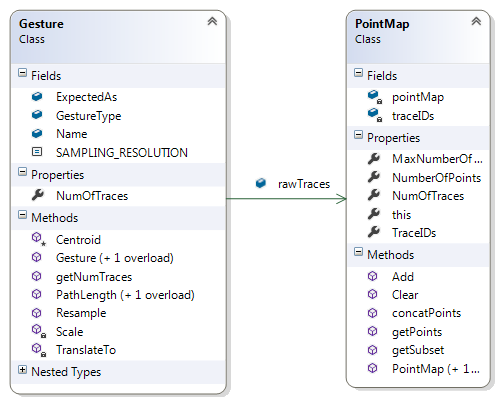 Gesture
Class
Fields
ExpectedAs
GestureType
Name
SAMPLING_RESOLUTION
Properties
NumOfTraces
Methods
Centroid
Gesture (+ 1 overload)
getNumTraces
PathLength (+ 1 overload)
Resample
Scale
TranslateTo
Nested Types
rawTraces
PointMap
Class
Fields
pointMap
traceIDs
Properties
MaxNumberOf ...
NumberOfPoints
NumOfTraces
this
TraceIDs
Methods
Add
Clear
concatPoints
getPoints
getSubset
PointMap (+ 1...